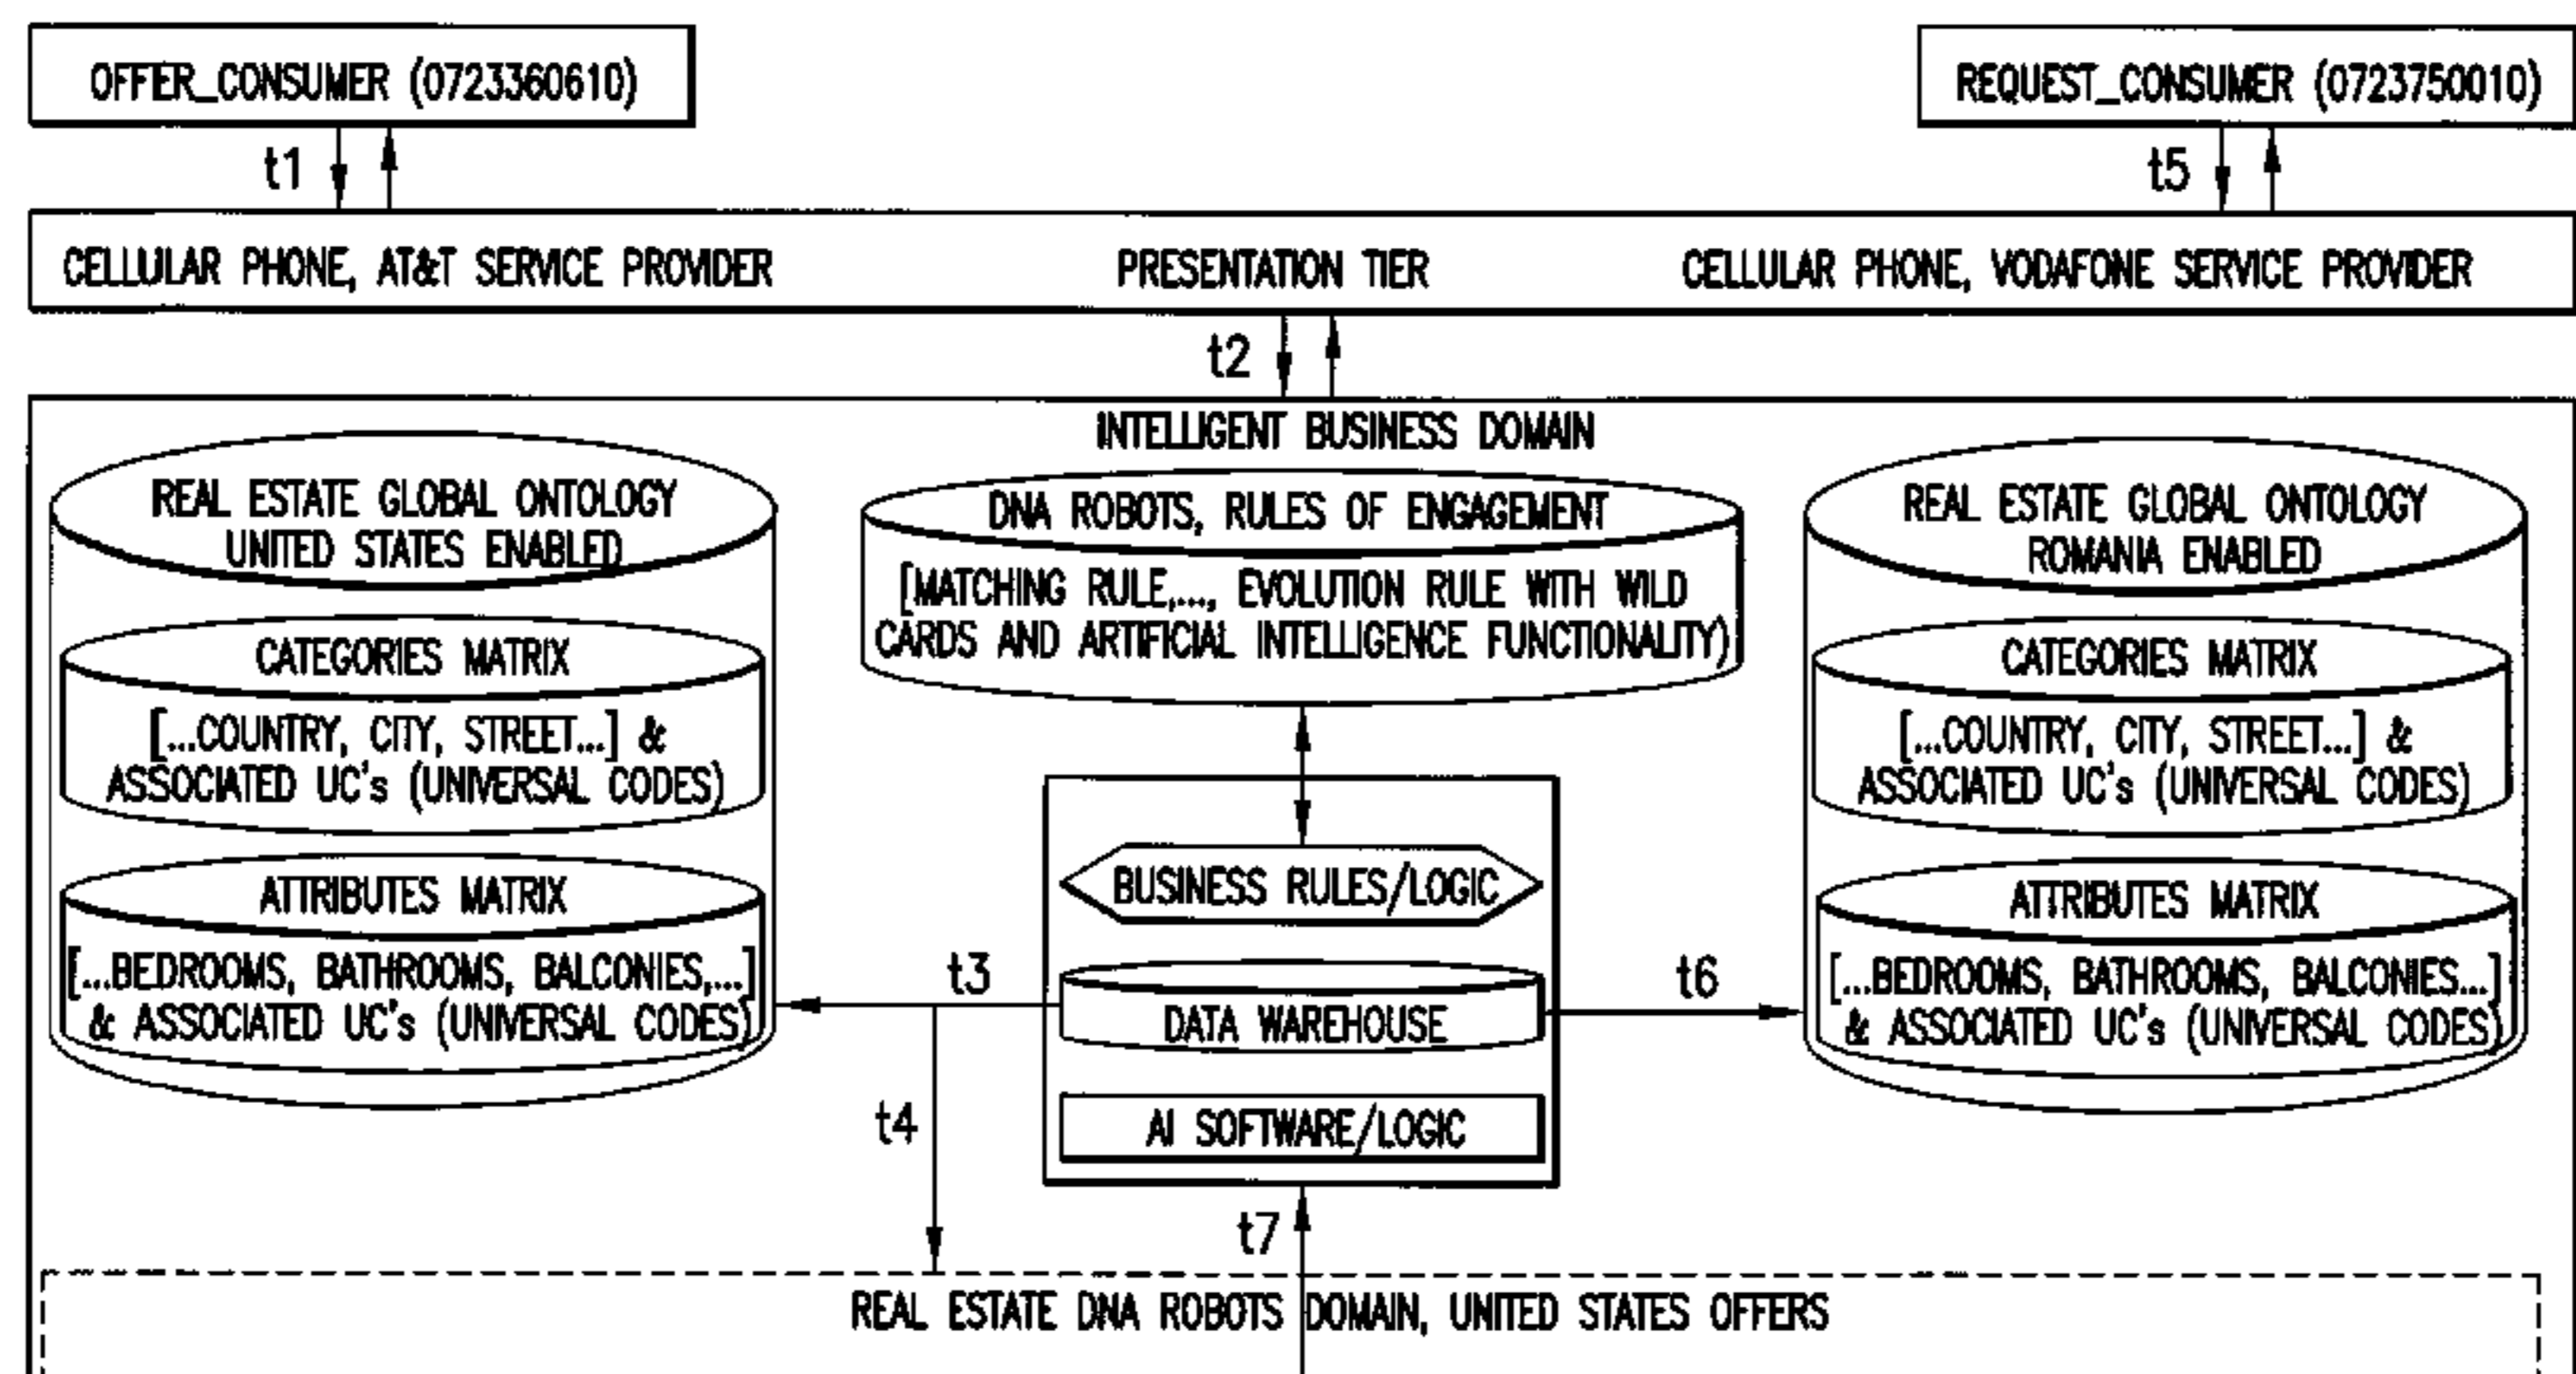 OFFER_CONSUMER (0723360610)
REQUEST_CONSUMER (0723750010)
t1
t5
CELLULAR PHONE, AT&T SERVICE PROVIDER
PRESENTATION TIER
CELLULAR PHONE, VODAFONE SERVICE PROVIDER
t2
INTELLIGENT BUSINESS DOMAIN
REAL ESTATE GLOBAL ONTOLOGY
UNITED STATES ENABLED
CATEGORIES MATRIX
[...COUNTRY, CITY, STREET...] &
ASSOCIATED UC's (UNIVERSAL CODES)
ATTRIBUTES MATRIX
[...BEDROOMS, BATHROOMS, BALCONIES,...]
& ASSOCIATED UC's (UNIVERSAL CODES)
DNA ROBOTS, RULES OF ENGAGEMENT
[MATCHING RULE,..., EVOLUTION RULE WITH WILD
CARDS AND ARTIFICIAL INTELLIGENCE FUNCTIONALITY)
BUSINESS RULES/LOGIC
DATA WAREHOUSE
AI SOFTWARE/LOGIC
t3
t4
t6
t7
REAL ESTATE GLOBAL ONTOLOGY
ROMANIA ENABLED
CATEGORIES MATRIX
[...COUNTRY, CITY, STREET...] &
ASSOCIATED UC's (UNIVERSAL CODES)
ATTRIBUTES MATRIX
[...BEDROOMS, BATHROOMS, BALCONIES...]
& ASSOCIATED UC's (UNIVERSAL CODES)
REAL ESTATE DNA ROBOTS DOMAIN, UNITED STATES OFFERS